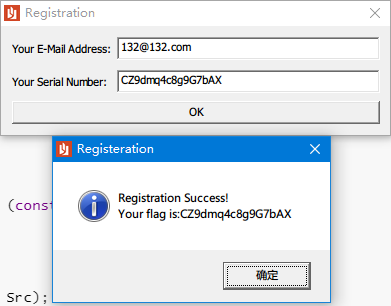 Registration
Your E-Mail Address: 132@132.com
Your Serial Number: CZ9dmq4c8g9G7bAX
OK
Registeration
(const
Registration Success!
Your flag is:CZ9dmq4c8g9G7bAX
确定
Src);